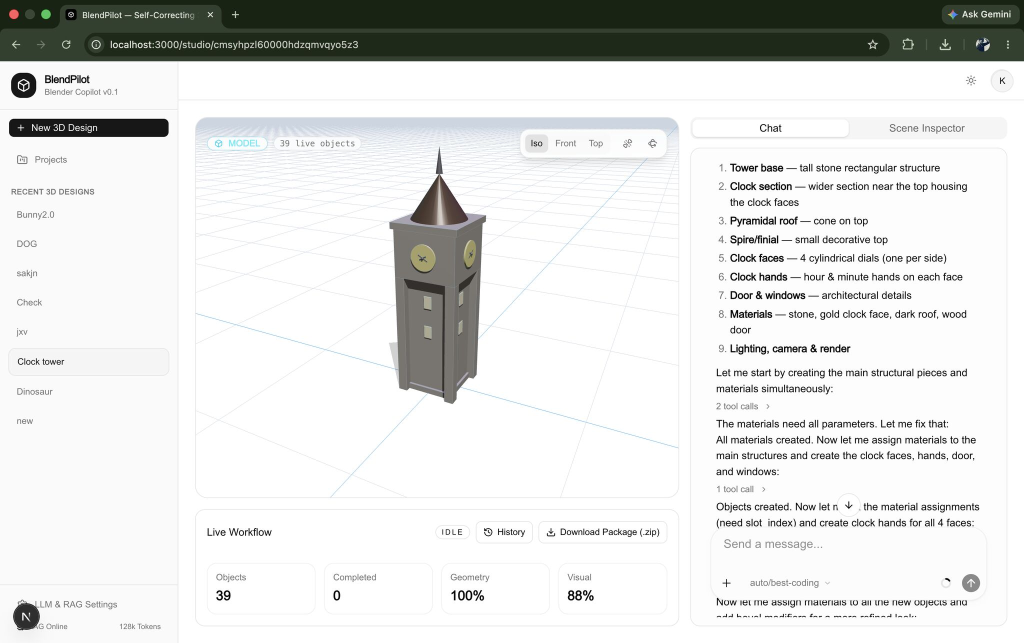 BlendPilot — Self-Correcting
Ask Gemini
localhost:3000/studio/cmsyhpzl60000hdzqmvqyo5z3
BlendPilot
Blender Copilot v0.1
K
New 3D Design
Projects
RECENT 3D DESIGNS
Bunny2.0
DOG
sakjn
Check
jxv
Clock tower
Dinosaur
new
LLM & RAG Settings
N
Online
128k Tokens
MODEL
39 live objects
Iso
Front
Top
Live Workflow
IDLE
History
Download Package (.zip)
Objects
39
Completed
0
Geometry
100%
Visual
88%
Chat
Scene Inspector
1. Tower base — tall stone rectangular structure
2. Clock section — wider section near the top housing
the clock faces
3. Pyramidal roof — cone on top
4. Spire/finial — small decorative top
5. Clock faces — 4 cylindrical dials (one per side)
6. Clock hands — hour & minute hands on each face
7. Door & windows — architectural details
8. Materials — stone, gold clock face, dark roof, wood
door
9. Lighting, camera & render
Let me start by creating the main structural pieces and
materials simultaneously:
2 tool calls
The materials need all parameters. Let me fix that:
All materials created. Now let me assign materials to the
main structures and create the clock faces, hands, door,
and windows:
1 tool call
Objects created. Now let the material assignments
(need slot_index) and create clock hands for all 4 faces:
Send a message...
auto/best-coding
Now let me assign materials to all the new objects and